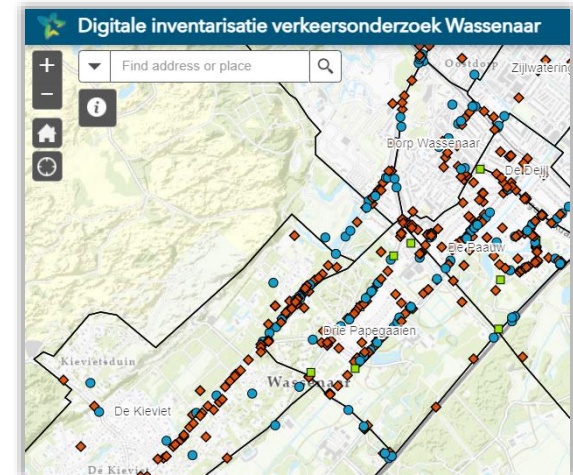 Digitale inventarisatie verkeersonderzoek Wassenaar
+
Find address or place
−
i
Oostdorp
Zijlwatering
Dorp Wassenaar
De Deijl
De Paauw
Drie Papegaaien
Kievietsduin
Wassenaar
De Kieviet
De Kieviet